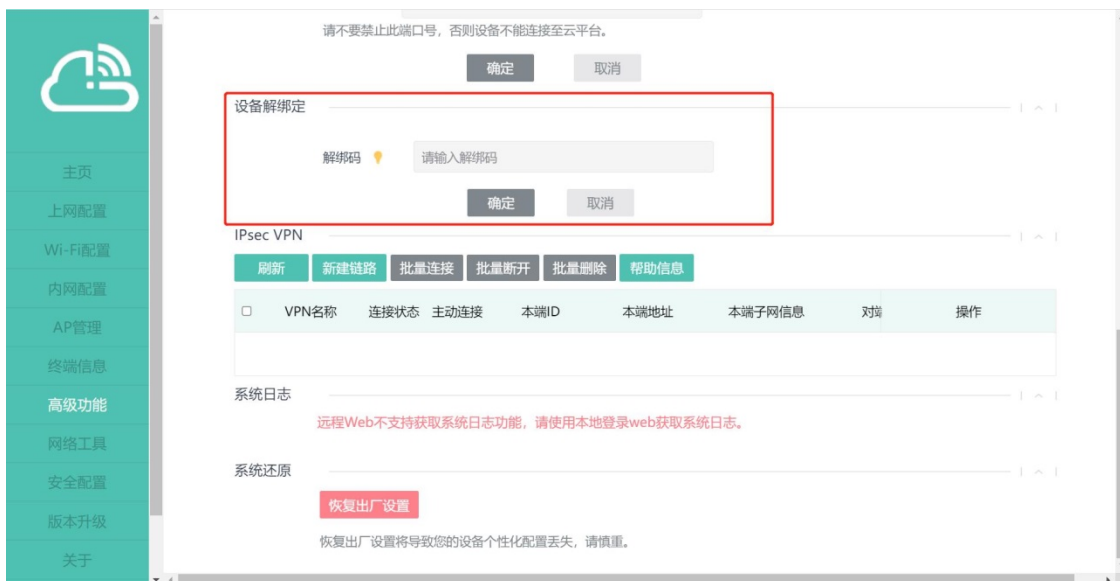 请不要禁止此端口号，否则设备不能连接至云平台。
确定 取消
设备解绑定
解绑码 请输入解绑码
确定 取消
IPsec VPN
刷新 新建链路 批量连接 批量断开 批量删除 帮助信息
VPN名称 连接状态 主动连接 本端ID 本端地址 本端子网信息 对端 操作
系统日志
远程Web不支持获取系统日志功能，请使用本地登录web获取系统日志。
系统还原
恢复出厂设置
恢复出厂设置将导致您的设备个性化配置丢失，请慎重。
主页
上网配置
Wi-Fi配置
内网配置
AP管理
终端信息
高级功能
网络工具
安全配置
版本升级
关于